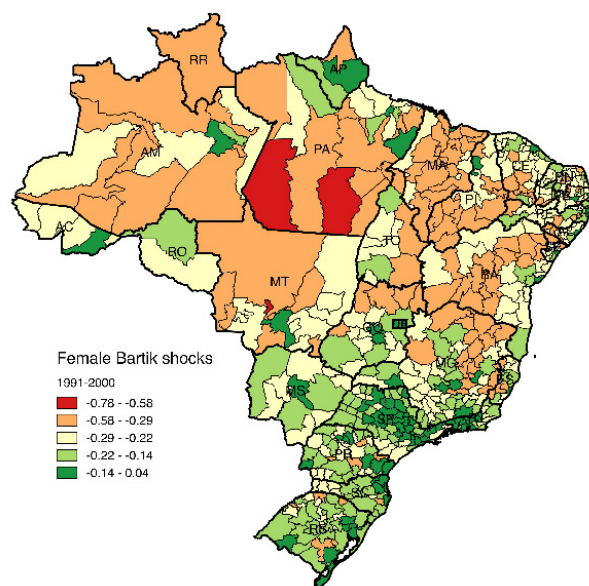 RR
AP
AM
PA
MA
CE
PI
AC
RO
TO
BA
MT
GO
DF
MG
ES
MS
SP
PR
SC
RS
Female Bartik shocks
1991-2000
-0.78 - -0.58
-0.58 - -0.29
-0.29 - -0.22
-0.22 - -0.14
-0.14 - 0.04